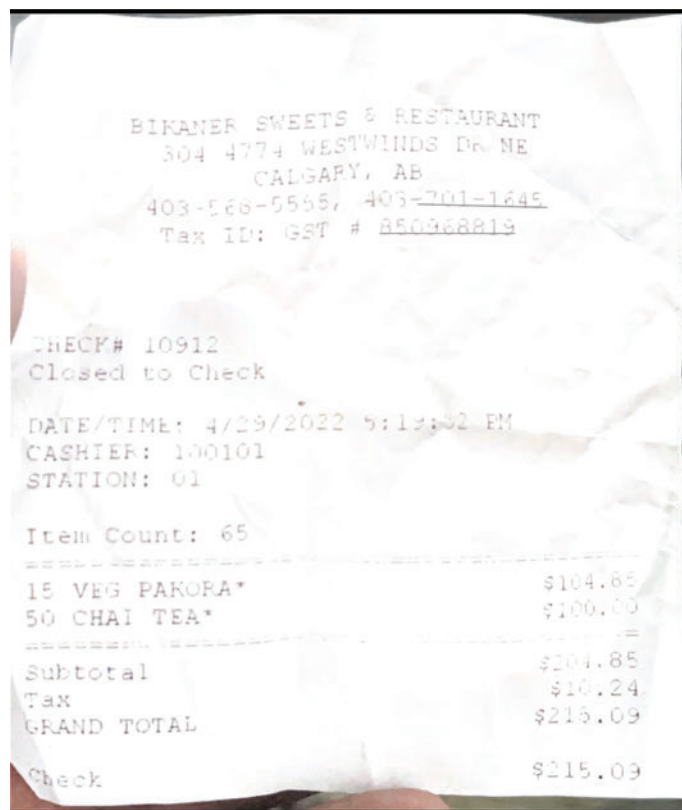 BIKANER SWEETS & RESTAURANT
304 4774 WESTWINDS DR NE
CALGARY, AB
403-568-5555, 403-701-1645
Tax ID: GST # 850968819
CHECK# 10912
Closed to Check
DATE/TIME: 4/29/2022 PM
CASHIER: 100101
STATION: 01
Item Count: 65
15 VEG PAKORA* $104.85
50 CHAI TEA* $100.00
Subtotal $204.85
Tax $10.24
GRAND TOTAL $215.09
Check $215.09